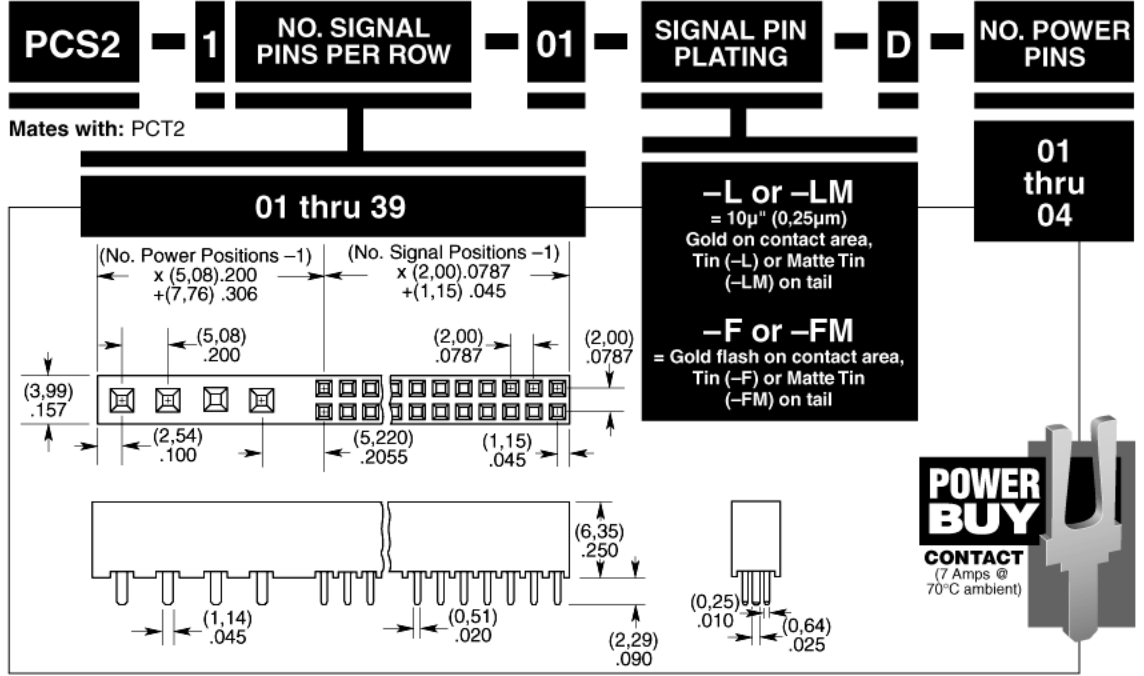 PCS2 – 1 NO. SIGNAL PINS PER ROW – 01 – SIGNAL PIN PLATING – D – NO. POWER PINS
Mates with: PCT2
01 thru 39
01
thru
04
–L or –LM
= 10µ" (0,25µm)
Gold on contact area,
Tin (–L) or Matte Tin
(–LM) on tail
–F or –FM
= Gold flash on contact area,
Tin (–F) or Matte Tin
(–FM) on tail
(No. Power Positions –1)
x (5,08).200
+(7,76) .306
(No. Signal Positions –1)
x (2,00).0787
+(1,15) .045
(5,08)
.200
(2,00)
.0787
(2,00)
.0787
(3,99)
.157
(2,54)
.100
(5,220)
.2055
(1,15)
.045
(6,35)
.250
(1,14)
.045
(0,51)
.020
(2,29)
.090
(0,25)
.010
(0,64)
.025
POWER
BUY
CONTACT
(7 Amps @
70°C ambient)